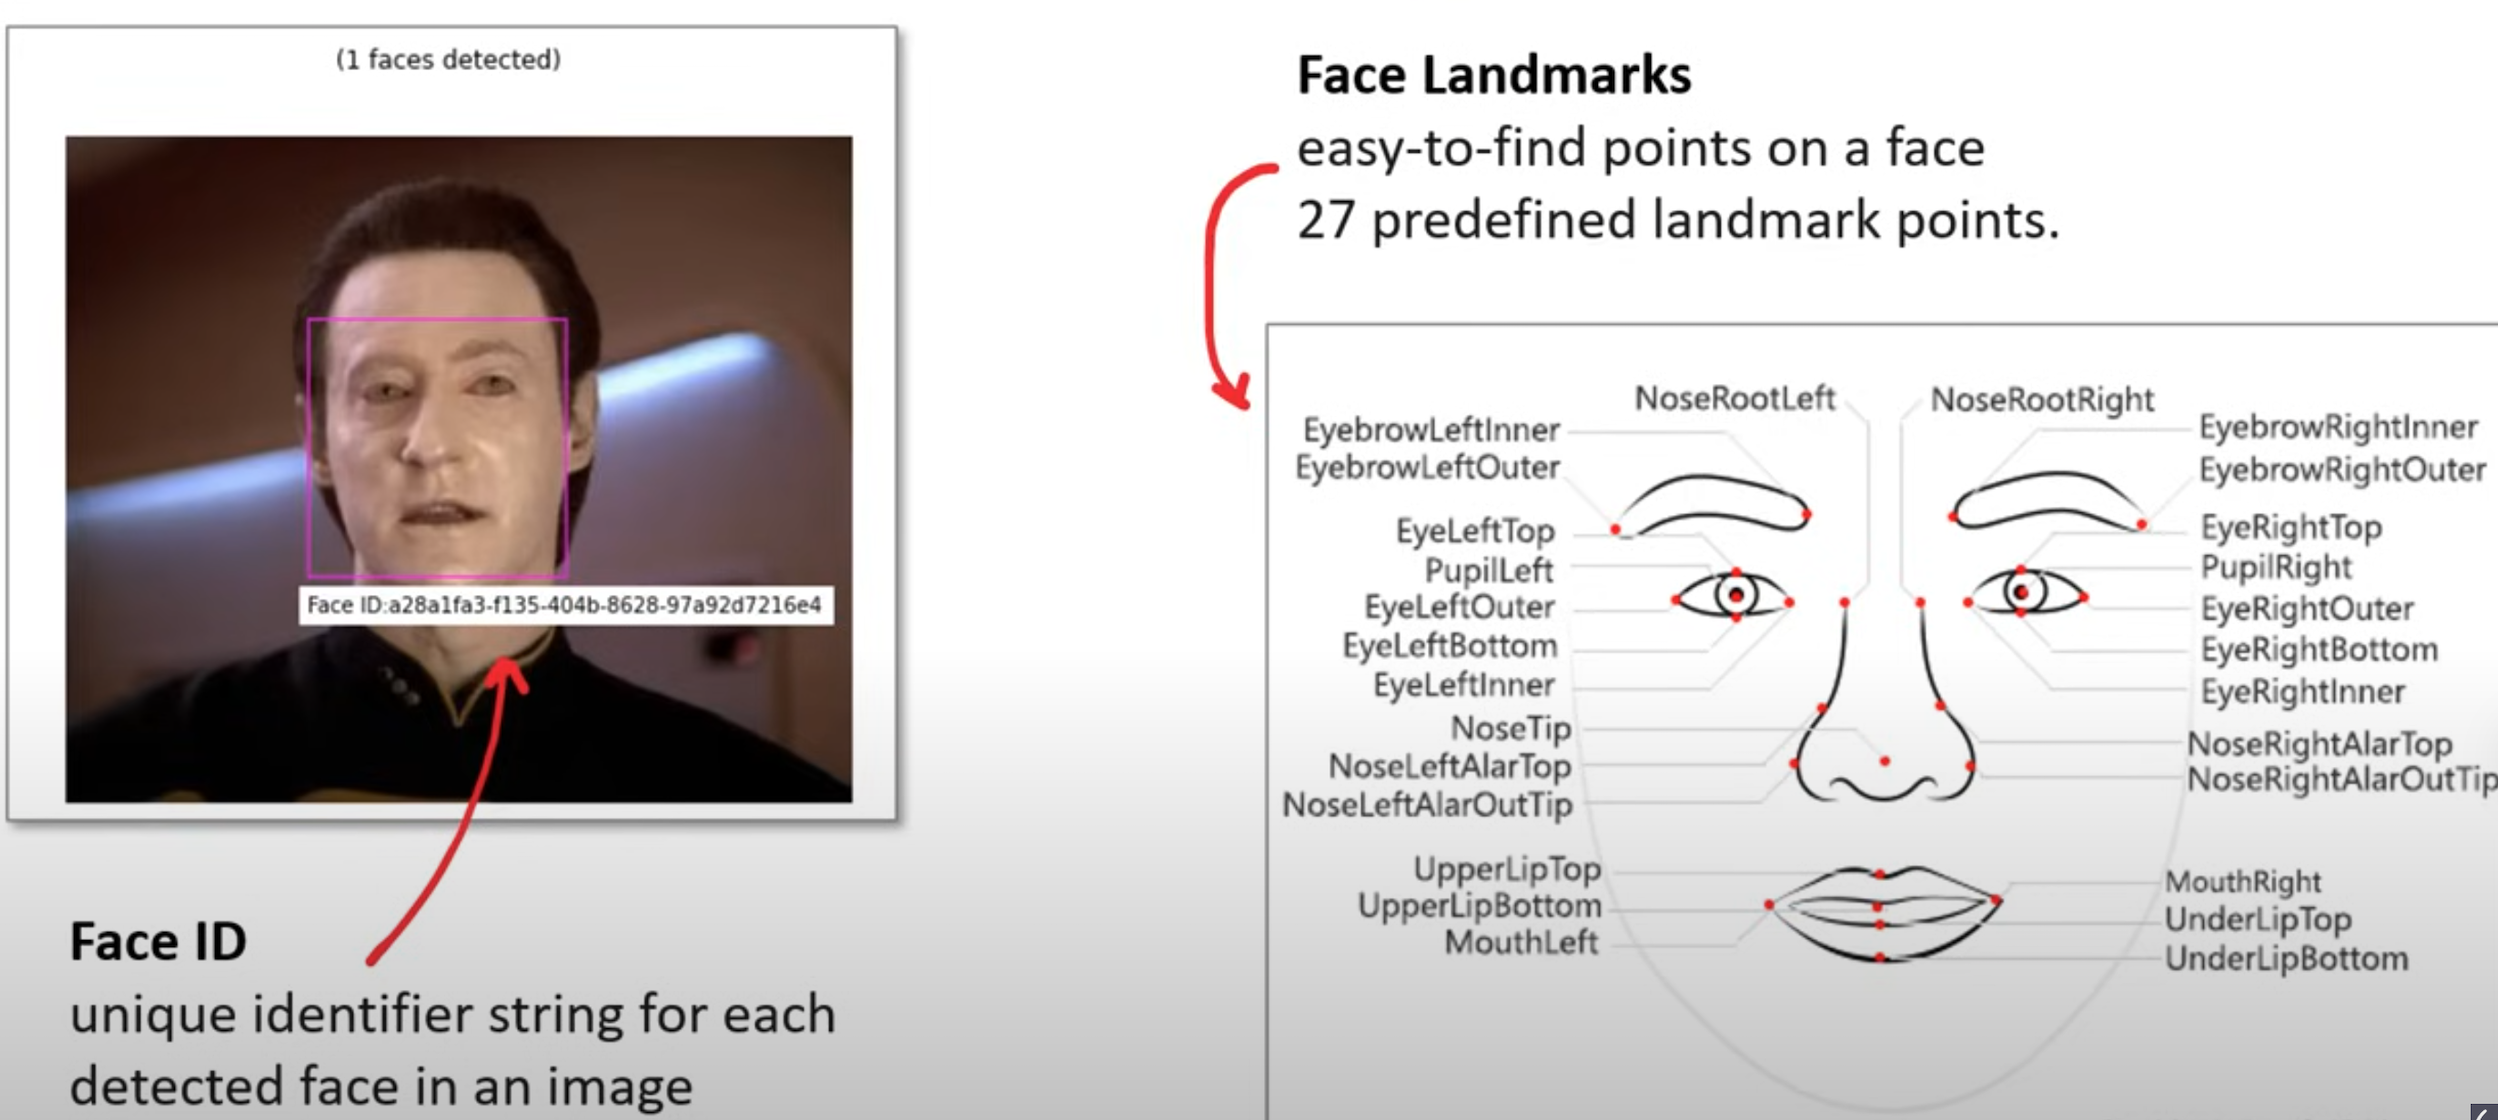 (1 faces detected)
Face ID:a28a1fa3-f135-404b-8628-97a92d7216e4
Face ID
unique identifier string for each
detected face in an image
Face Landmarks
easy-to-find points on a face
27 predefined landmark points.
NoseRootLeft
NoseRootRight
EyebrowLeftInner
EyebrowLeftOuter
EyeLeftTop
PupilLeft
EyeLeftOuter
EyeLeftBottom
EyeLeftInner
NoseTip
NoseLeftAlarTop
NoseLeftAlarOutTip
UpperLipTop
UpperLipBottom
MouthLeft
EyebrowRightInner
EyebrowRightOuter
EyeRightTop
PupilRight
EyeRightOuter
EyeRightBottom
EyeRightInner
NoseRightAlarTop
NoseRightAlarOutTip
MouthRight
UnderLipTop
UnderLipBottom